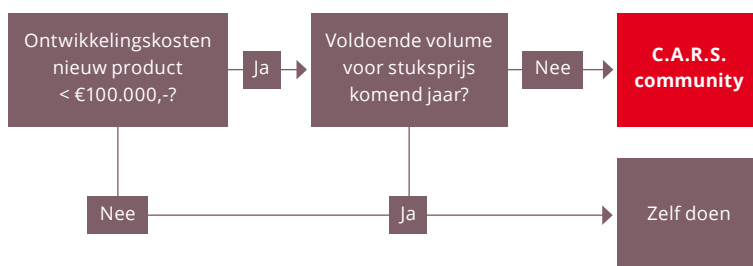 Ontwikkelingskosten
nieuw product
< €100.000,-?
Ja
Voldoende volume
voor stuksprijs
komend jaar?
Nee
C.A.R.S.
community
Nee
Ja
Zelf doen